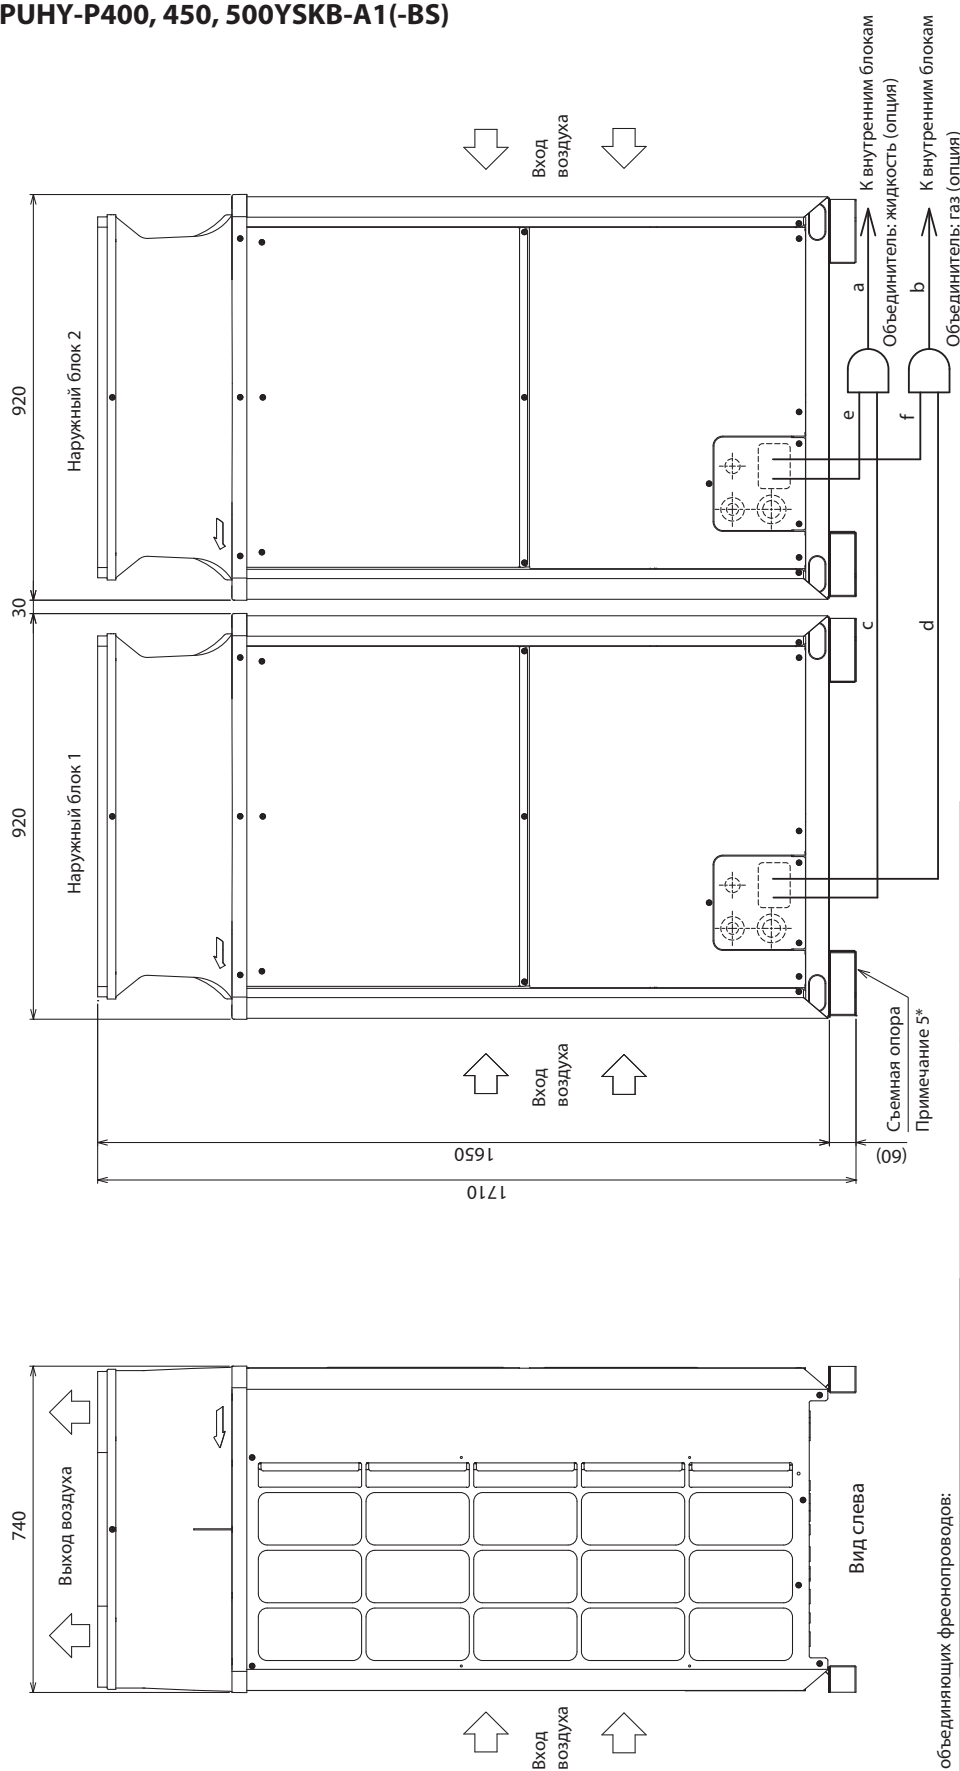 PUHY-P400, 450, 500YSKB-A1(-BS)
740
Выход воздуха
Вход
воздуха
Вид слева
объединяющих фреонопроводов:
1710
1650
(60)
920
30
920
Наружный блок 1
Наружный блок 2
Вход
воздуха
Вход
воздуха
Съемная опора
Примечание 5*
c
d
e
f
a
b
К внутренним блокам
Объединитель: жидкость (опция)
К внутренним блокам
Объединитель: газ (опция)